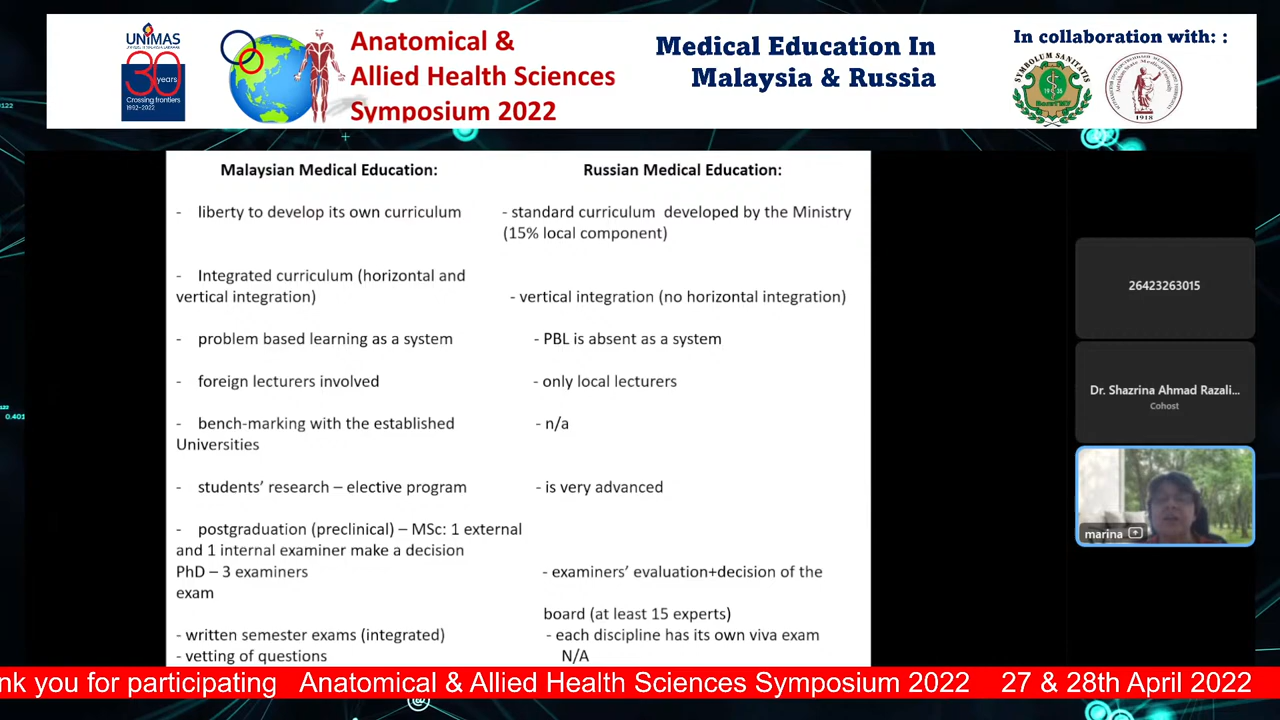 UNIMAS
30 years
Crossing frontiers
1992-2022
Anatomical &
Allied Health Sciences
Symposium 2022
Medical Education In
Malaysia & Russia
In collaboration with: :
SYMBOLUM SANITATIS
1935
1918
0122
0.401
Malaysian Medical Education:
Russian Medical Education:
- liberty to develop its own curriculum
- standard curriculum developed by the Ministry
(15% local component)
- Integrated curriculum (horizontal and
vertical integration)
- vertical integration (no horizontal integration)
- problem based learning as a system
- PBL is absent as a system
- foreign lecturers involved
- only local lecturers
- bench-marking with the established
- n/a
Universities
- students’ research – elective program
- is very advanced
- postgraduation (preclinical) – MSc: 1 external
and 1 internal examiner make a decision
PhD – 3 examiners
- examiners’ evaluation+decision of the
exam
board (at least 15 experts)
- written semester exams (integrated)
- each discipline has its own viva exam
- vetting of questions
N/A
26423263015
Dr. Shazrina Ahmad Razali...
Cohost
marina
nk you for participating Anatomical & Allied Health Sciences Symposium 2022 27 & 28th April 2022